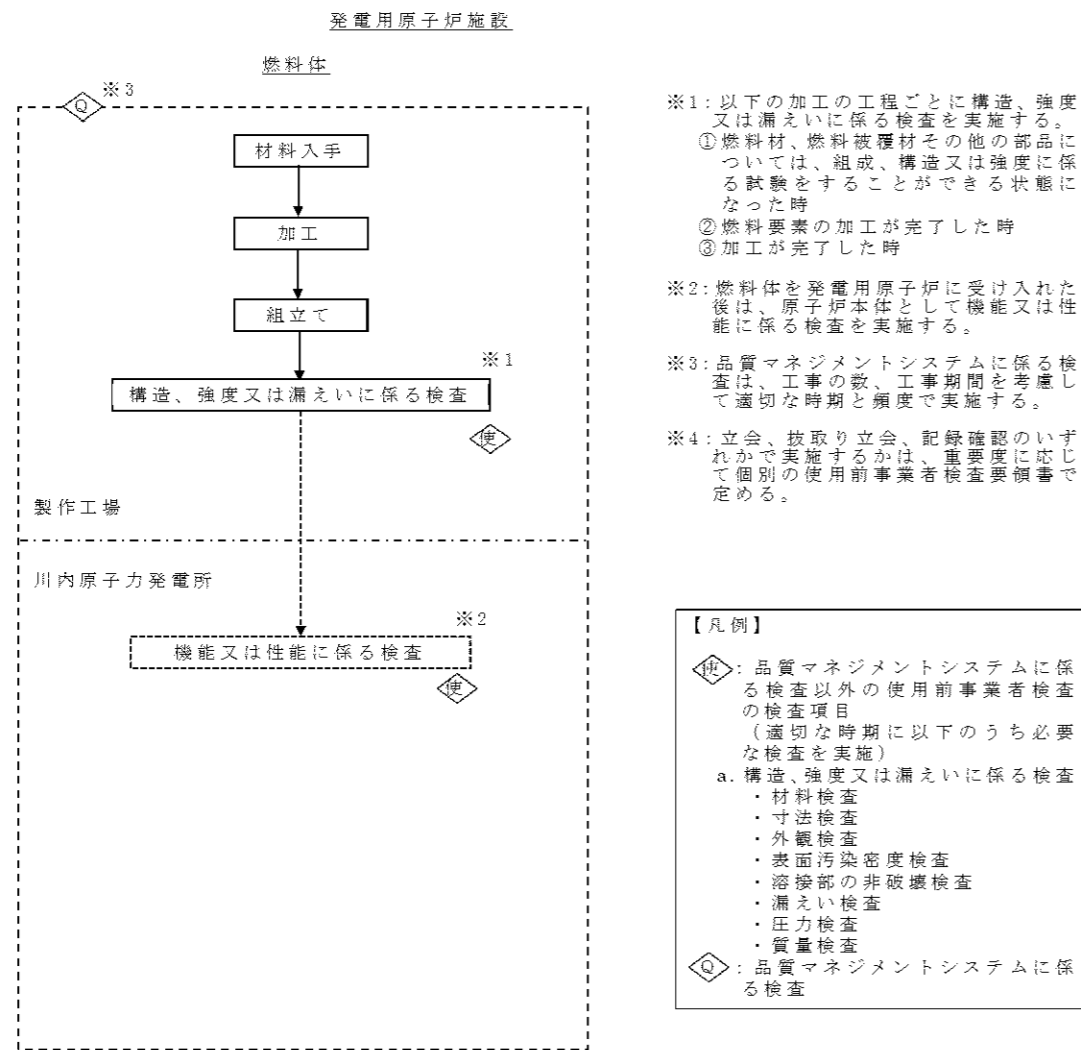 発電用原子炉施設
燃料体
Q
※3
材料入手
加工
組立て
※1
構造、強度又は漏えいに係る検査
使
製作工場
川内原子力発電所
※2
機能又は性能に係る検査
使
※1:以下の加工の工程ごとに構造、強度
又は漏えいに係る検査を実施する。
①燃料材、燃料被覆材その他の部品に
ついては、組成、構造又は強度に係
る試験をすることができる状態に
なった時
②燃料要素の加工が完了した時
③加工が完了した時
※2:燃料体を発電用原子炉に受け入れた
後は、原子炉本体として機能又は性
能に係る検査を実施する。
※3:品質マネジメントシステムに係る検
査は、工事の数、工事期間を考慮し
て適切な時期と頻度で実施する。
※4:立会、抜取り立会、記録確認のいず
れかで実施するかは、重要度に応じ
て個別の使用前事業者検査要領書で
定める。
【凡例】
使:品質マネジメントシステムに係
る検査以外の使用前事業者検査
の検査項目
(適切な時期に以下のうち必要
な検査を実施)
a.構造、強度又は漏えいに係る検査
・材料検査
・寸法検査
・外観検査
・表面汚染密度検査
・溶接部の非破壊検査
・漏えい検査
・圧力検査
・質量検査
Q:品質マネジメントシステムに係
る検査